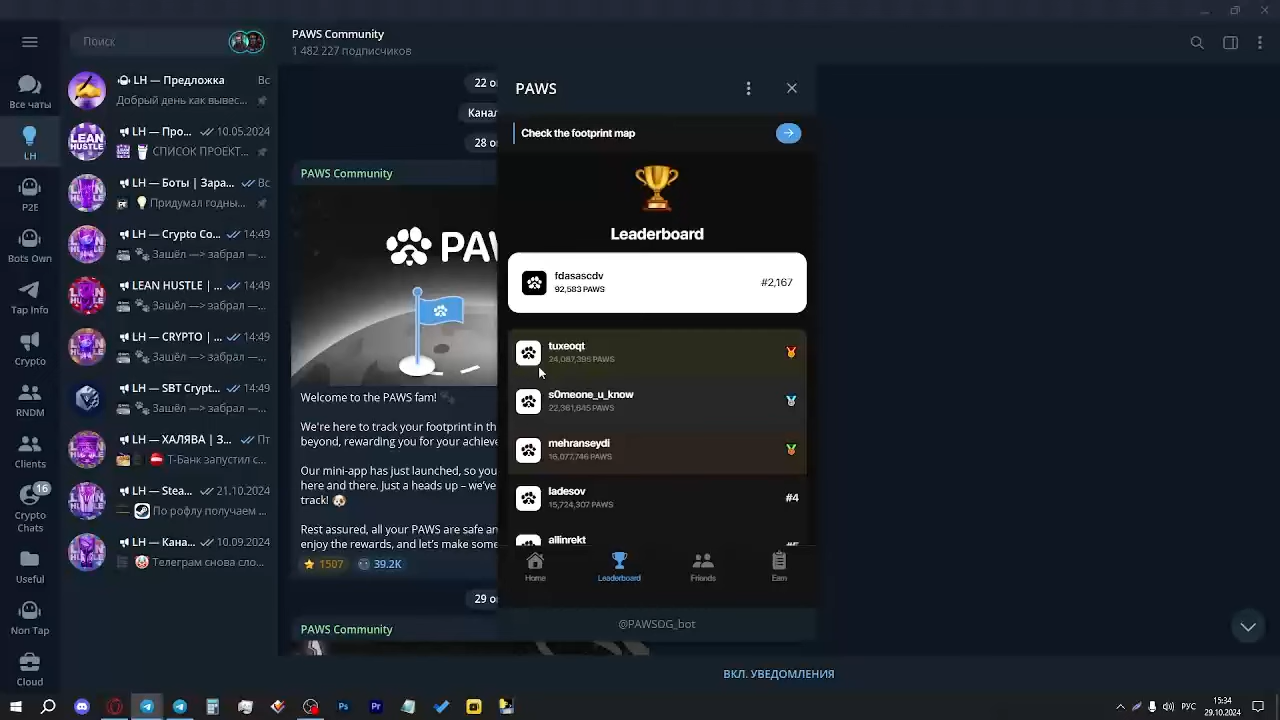 Поиск
PAWS Community
1 482 227 подписчиков
Все чаты
LH
P2E
Bots Own
Tap Info
Crypto
RNDM
Clients
16
Crypto
Chats
Useful
Non Tap
Cloud
LH — Предложка
Вс
Добрый день как вывес...
LH — Про...
10.05.2024
СПИСОК ПРОЕКТ...
LH — Боты | Зара...
Вс
Придумал годны...
LH — Crypto Co...
14:49
Зашёл —> забрал —...
LEAN HUSTLE | ...
14:49
Зашёл —> забрал —...
LH — CRYPTO | ...
14:49
Зашёл —> забрал —...
LH — SBT Crypt...
14:49
Зашёл —> забрал —...
LH — ХАЛЯВА | З...
Пт
Т-Банк запустил с...
LH — Stea...
21.10.2024
По рофлу получаем ...
LH — Кана...
10.09.2024
Телеграм снова сло...
22 о
Канал
28 о
PAWS Community
PAW
Welcome to the PAWS fam!
We're here to track your footprint in th
beyond, rewarding you for your achieve
Our mini-app has just launched, so you
here and there. Just a heads up – we've
track!
Rest assured, all your PAWS are safe an
enjoy the rewards, and let's make some
1507
39.2K
29 о
PAWS Community
PAWS
Check the footprint map
Leaderboard
fdasascdv
92,583 PAWS
#2,167
tuxeoqt
24,087,395 PAWS
s0meone_u_know
22,361,645 PAWS
mehranseydi
16,077,746 PAWS
ladesov
15,724,307 PAWS
#4
allinrekt
Home
Leaderboard
Friends
Earn
@PAWSOG_bot
ВКЛ. УВЕДОМЛЕНИЯ
РУС
15:34
29.10.2024